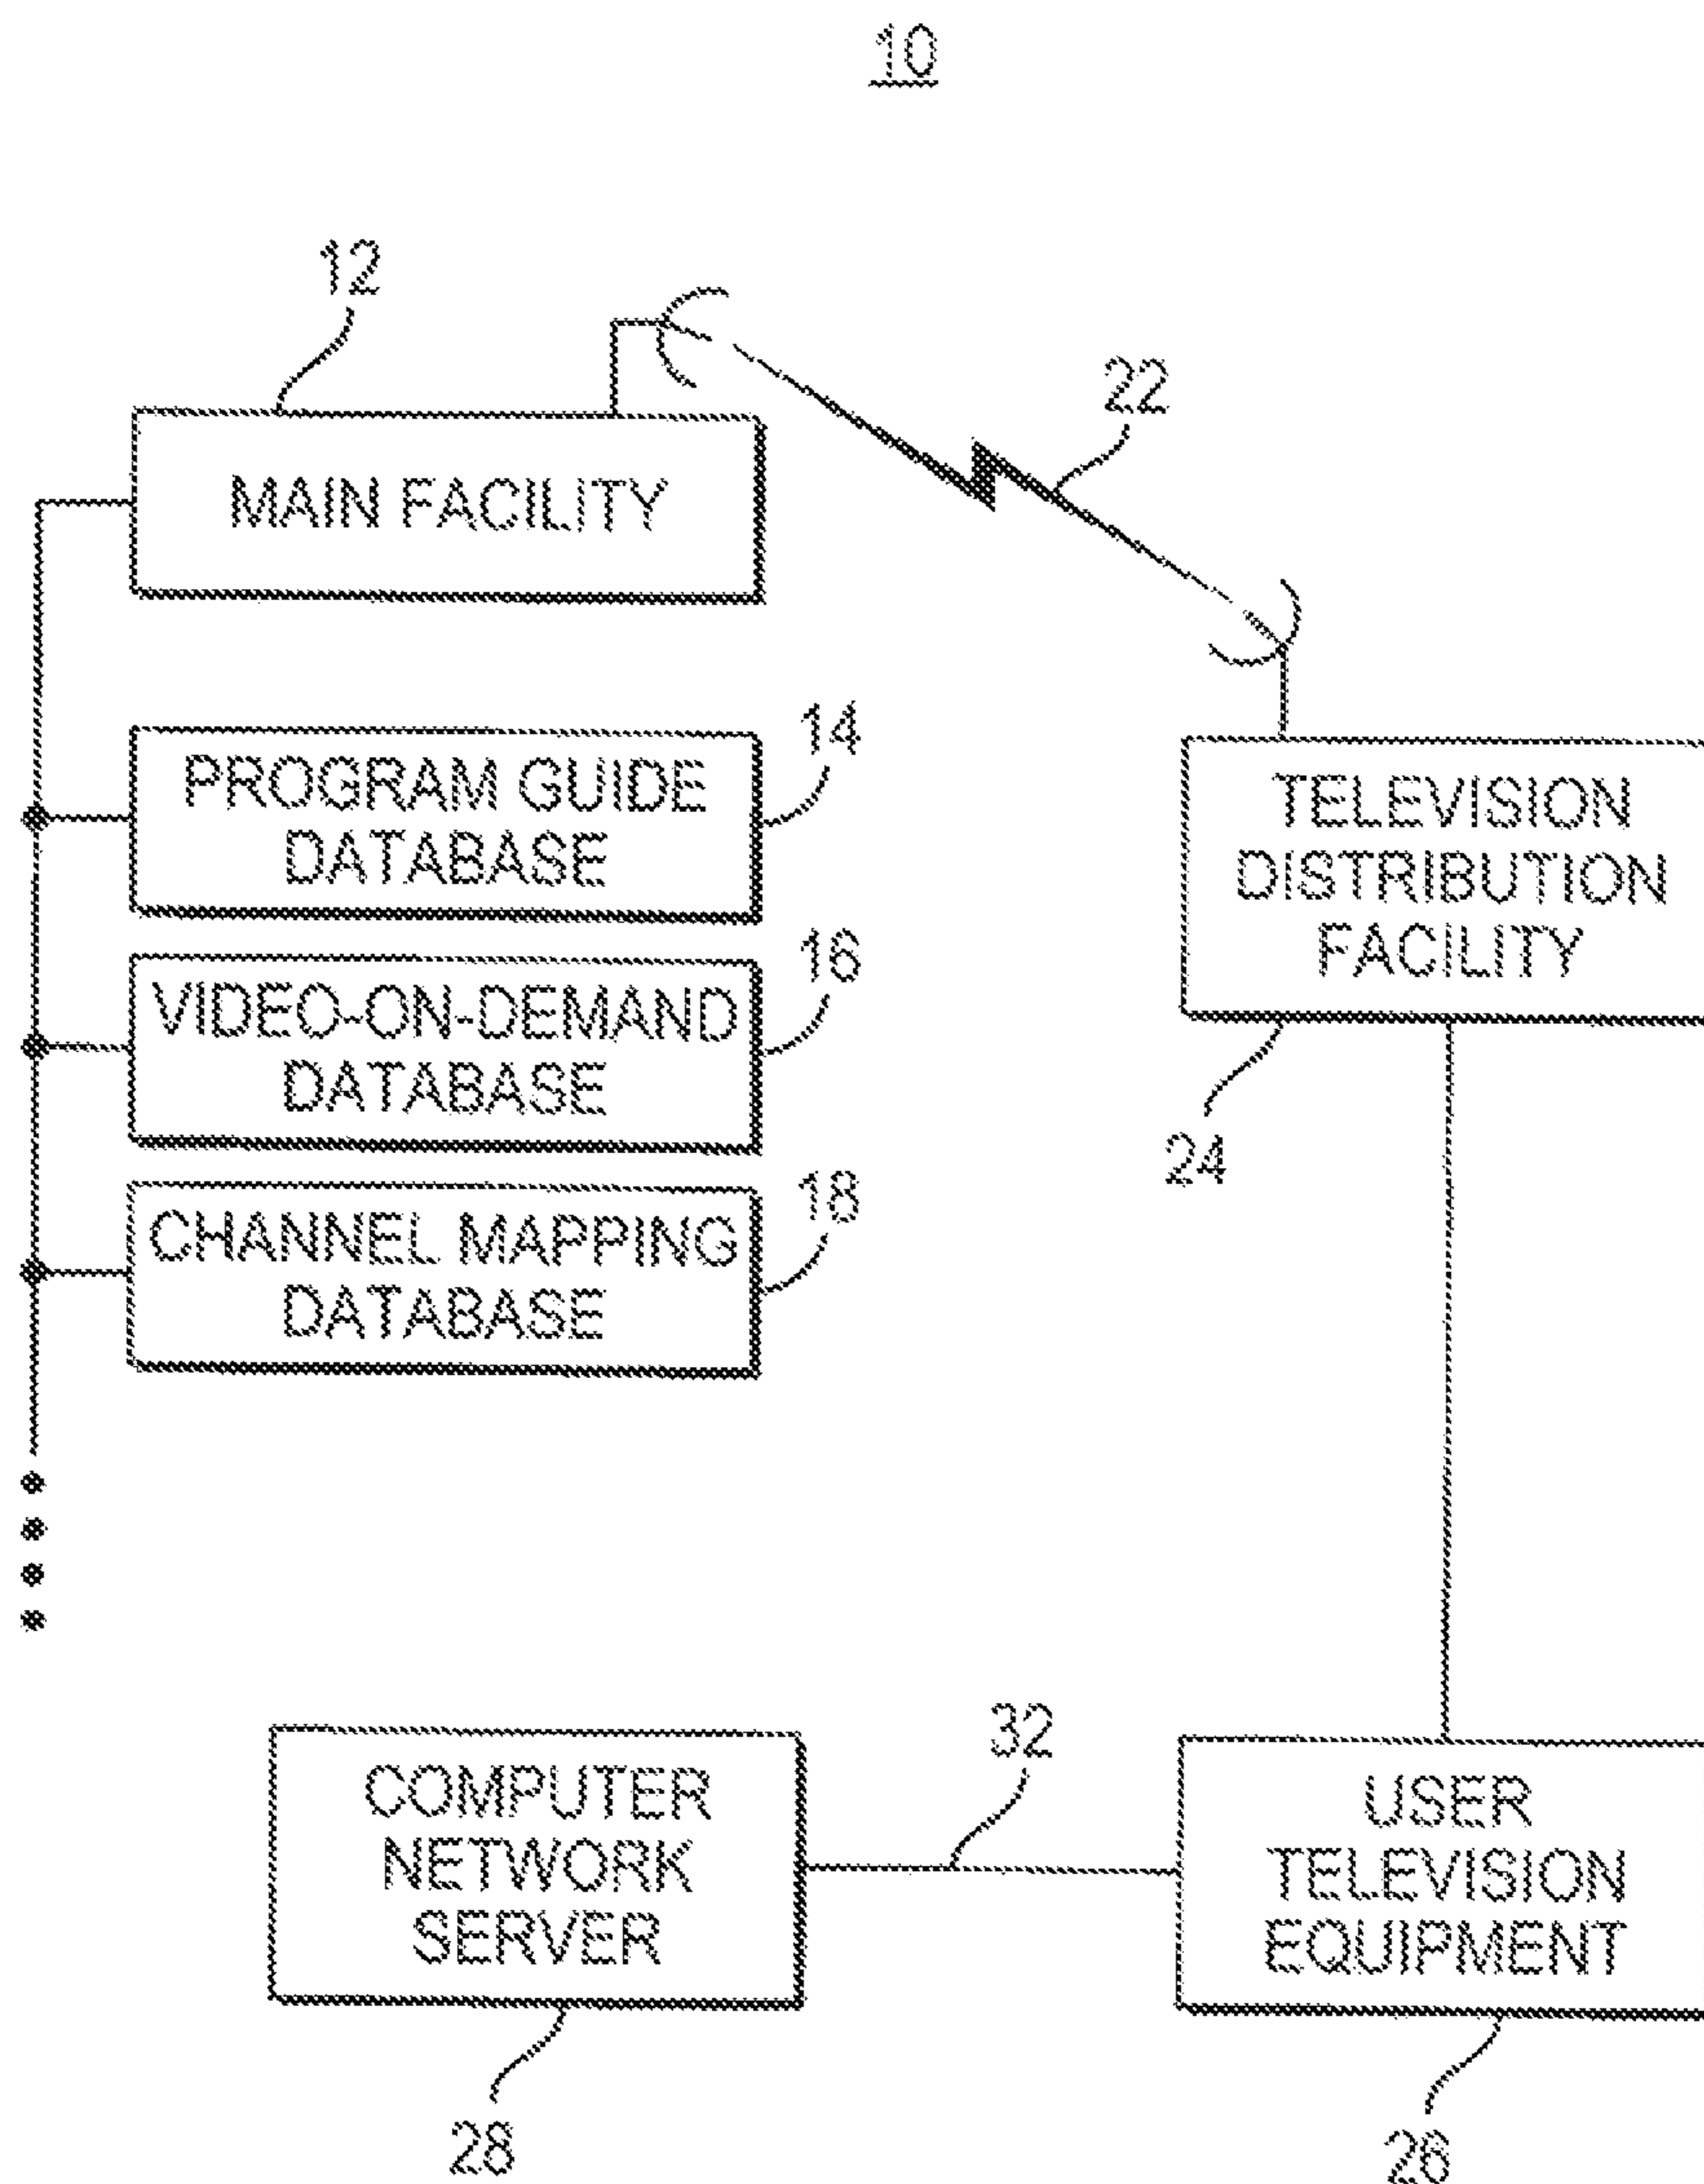 10
12
MAIN FACILITY
22
14
PROGRAM GUIDE
DATABASE
TELEVISION
DISTRIBUTION
FACILITY
16
VIDEO-ON-DEMAND
DATABASE
24
18
CHANNEL MAPPING
DATABASE
32
COMPUTER
NETWORK
SERVER
USER
TELEVISION
EQUIPMENT
28
26